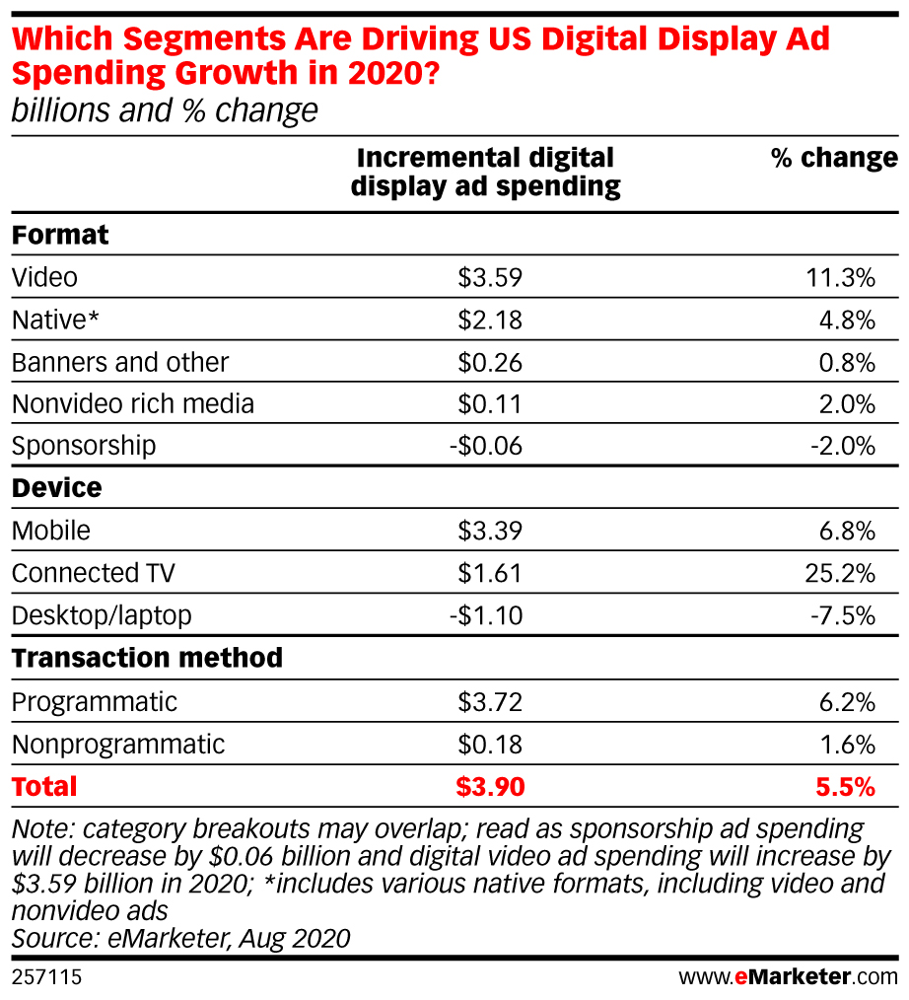 Which Segments Are Driving US Digital Display Ad
Spending Growth in 2020?
billions and % change
Incremental digital display ad spending % change
Format
Video $3.59 11.3%
Native* $2.18 4.8%
Banners and other $0.26 0.8%
Nonvideo rich media $0.11 2.0%
Sponsorship -$0.06 -2.0%
Device
Mobile $3.39 6.8%
Connected TV $1.61 25.2%
Desktop/laptop -$1.10 -7.5%
Transaction method
Programmatic $3.72 6.2%
Nonprogrammatic $0.18 1.6%
Total $3.90 5.5%
Note: category breakouts may overlap; read as sponsorship ad spending
will decrease by $0.06 billion and digital video ad spending will increase by
$3.59 billion in 2020; *includes various native formats, including video and
nonvideo ads
Source: eMarketer, Aug 2020
257115 www.eMarketer.com